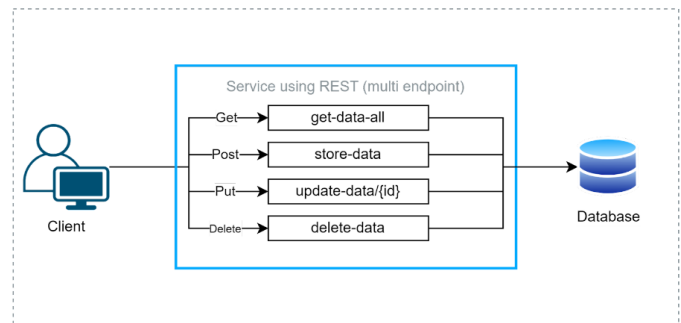 Service using REST (multi endpoint)
Get
get-data-all
Post
store-data
Put
update-data/{id}
Delete
delete-data
Client
Database